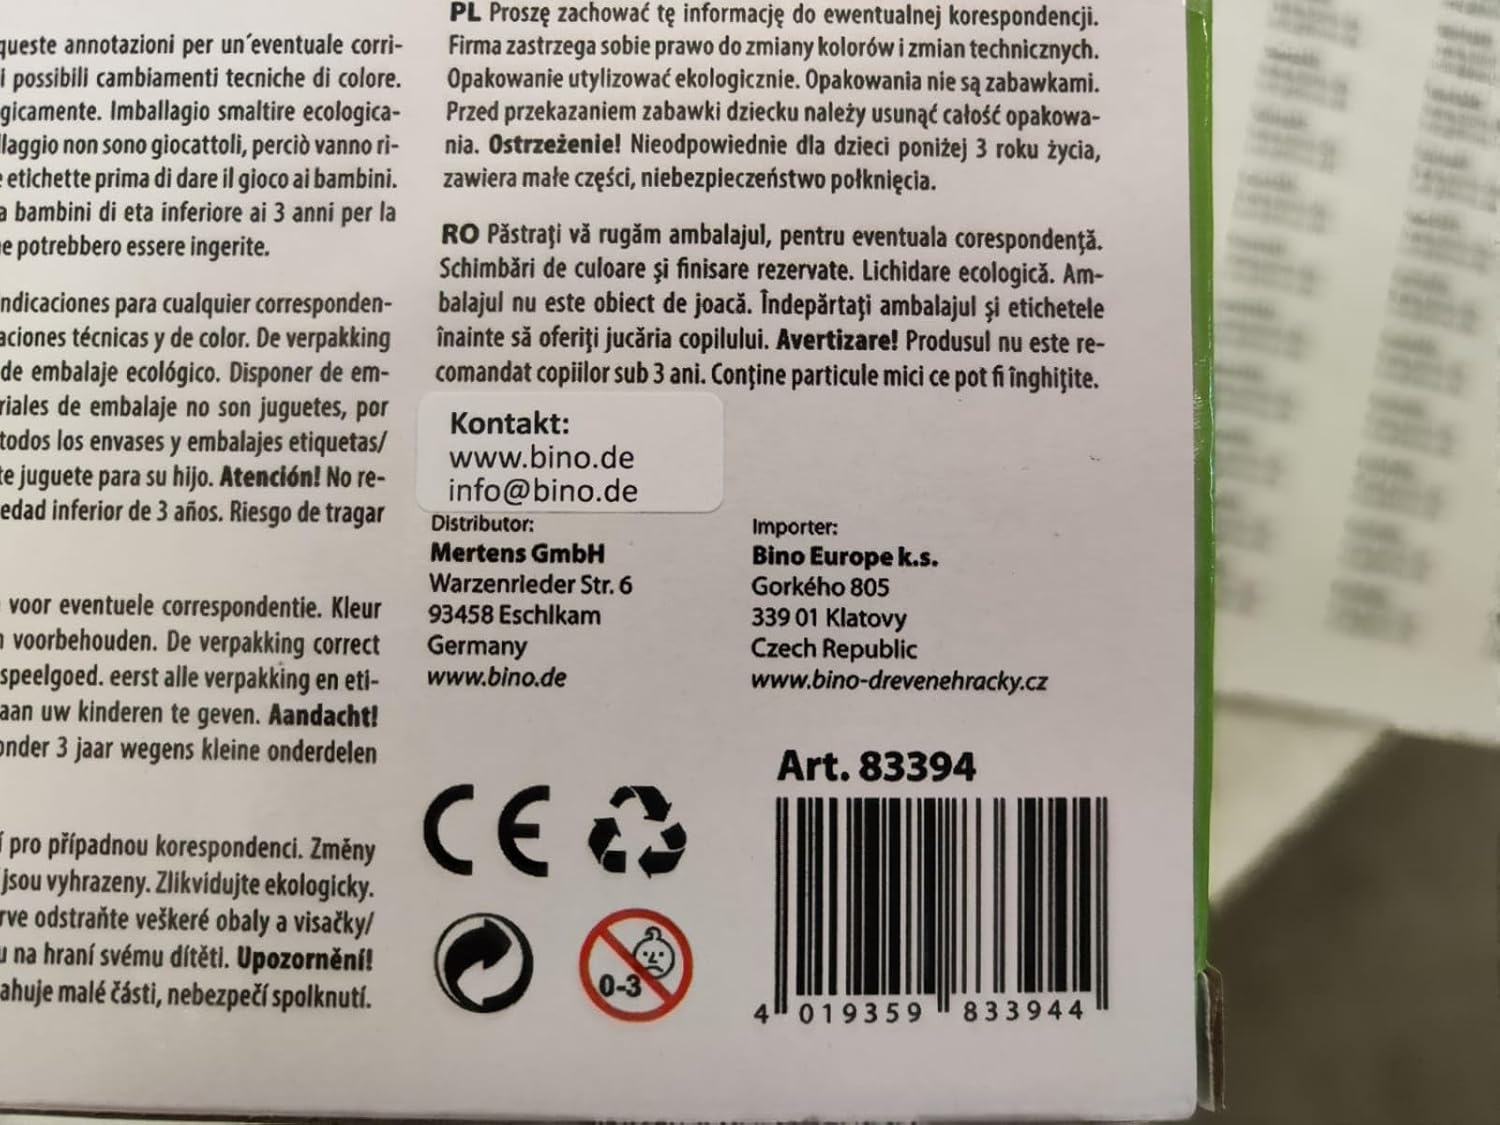 queste annotazioni per un´eventuale corri-
i possibili cambiamenti tecniche di colore.
gicamente. Imballagio smaltire ecologica-
llaggio non sono giocattoli, perciò vanno ri-
e etichette prima di dare il gioco ai bambini.
a bambini di eta inferiore ai 3 anni per la
ne potrebbero essere ingerite.
ndicaciones para cualquier corresponden-
aciones técnicas y de color. De verpakking
de embalaje ecológico. Disponer de em-
riales de embalaje no son juguetes, por
todos los envases y embalajes etiquetas/
te juguete para su hijo. Atención! No re-
edad inferior de 3 años. Riesgo de tragar
voor eventuele correspondentie. Kleur
n voorbehouden. De verpakking correct
speelgoed. eerst alle verpakking en eti-
aan uw kinderen te geven. Aandacht!
onder 3 jaar wegens kleine onderdelen
í pro případnou korespondenci. Změny
jsou vyhrazeny. Zlikvidujte ekologicky.
rve odstraňte veškeré obaly a visačky/
u na hraní svému dítěti. Upozornění!
ahuje malé části, nebezpečí spolknutí.
PL Proszę zachować tę informację do ewentualnej korespondencji.
Firma zastrzega sobie prawo do zmiany kolorów i zmian technicznych.
Opakowanie utylizować ekologicznie. Opakowania nie są zabawkami.
Przed przekazaniem zabawki dziecku należy usunąć całość opakowa-
nia. Ostrzeżenie! Nieodpowiednie dla dzieci poniżej 3 roku życia,
zawiera małe części, niebezpieczeństwo połknięcia.
RO Păstrați vă rugăm ambalajul, pentru eventuala corespondență.
Schimbări de culoare și finisare rezervate. Lichidare ecologică. Am-
balajul nu este obiect de joacă. Îndepărtați ambalajul și etichetele
înainte să oferiți jucăria copilului. Avertizare! Produsul nu este re-
comandat copiilor sub 3 ani. Conține particule mici ce pot fi înghițite.
Kontakt:
www.bino.de
info@bino.de
Distributor:
Mertens GmbH
Warzenrleder Str. 6
93458 Eschlkam
Germany
www.bino.de
Importer:
Bino Europe k.s.
Gorkého 805
339 01 Klatovy
Czech Republic
www.bino-drevenehracky.cz
Art. 83394
CE
0-3
4 019359 833944